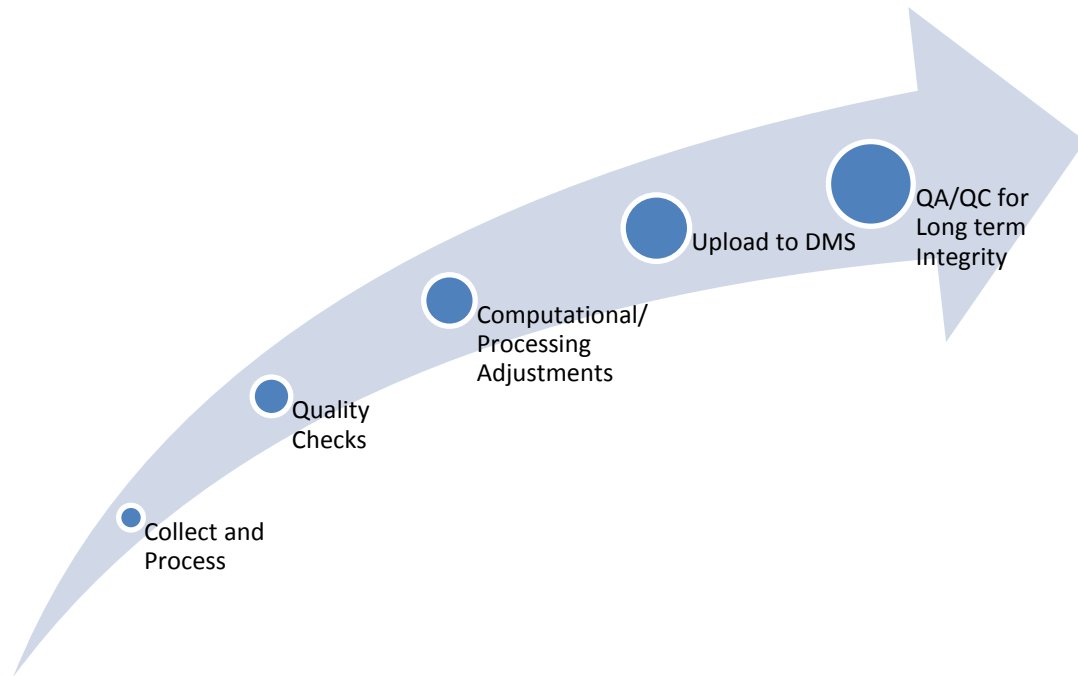 Collect and
Process
Quality
Checks
Computational/
Processing
Adjustments
Upload to DMS
QA/QC for
Long term
Integrity